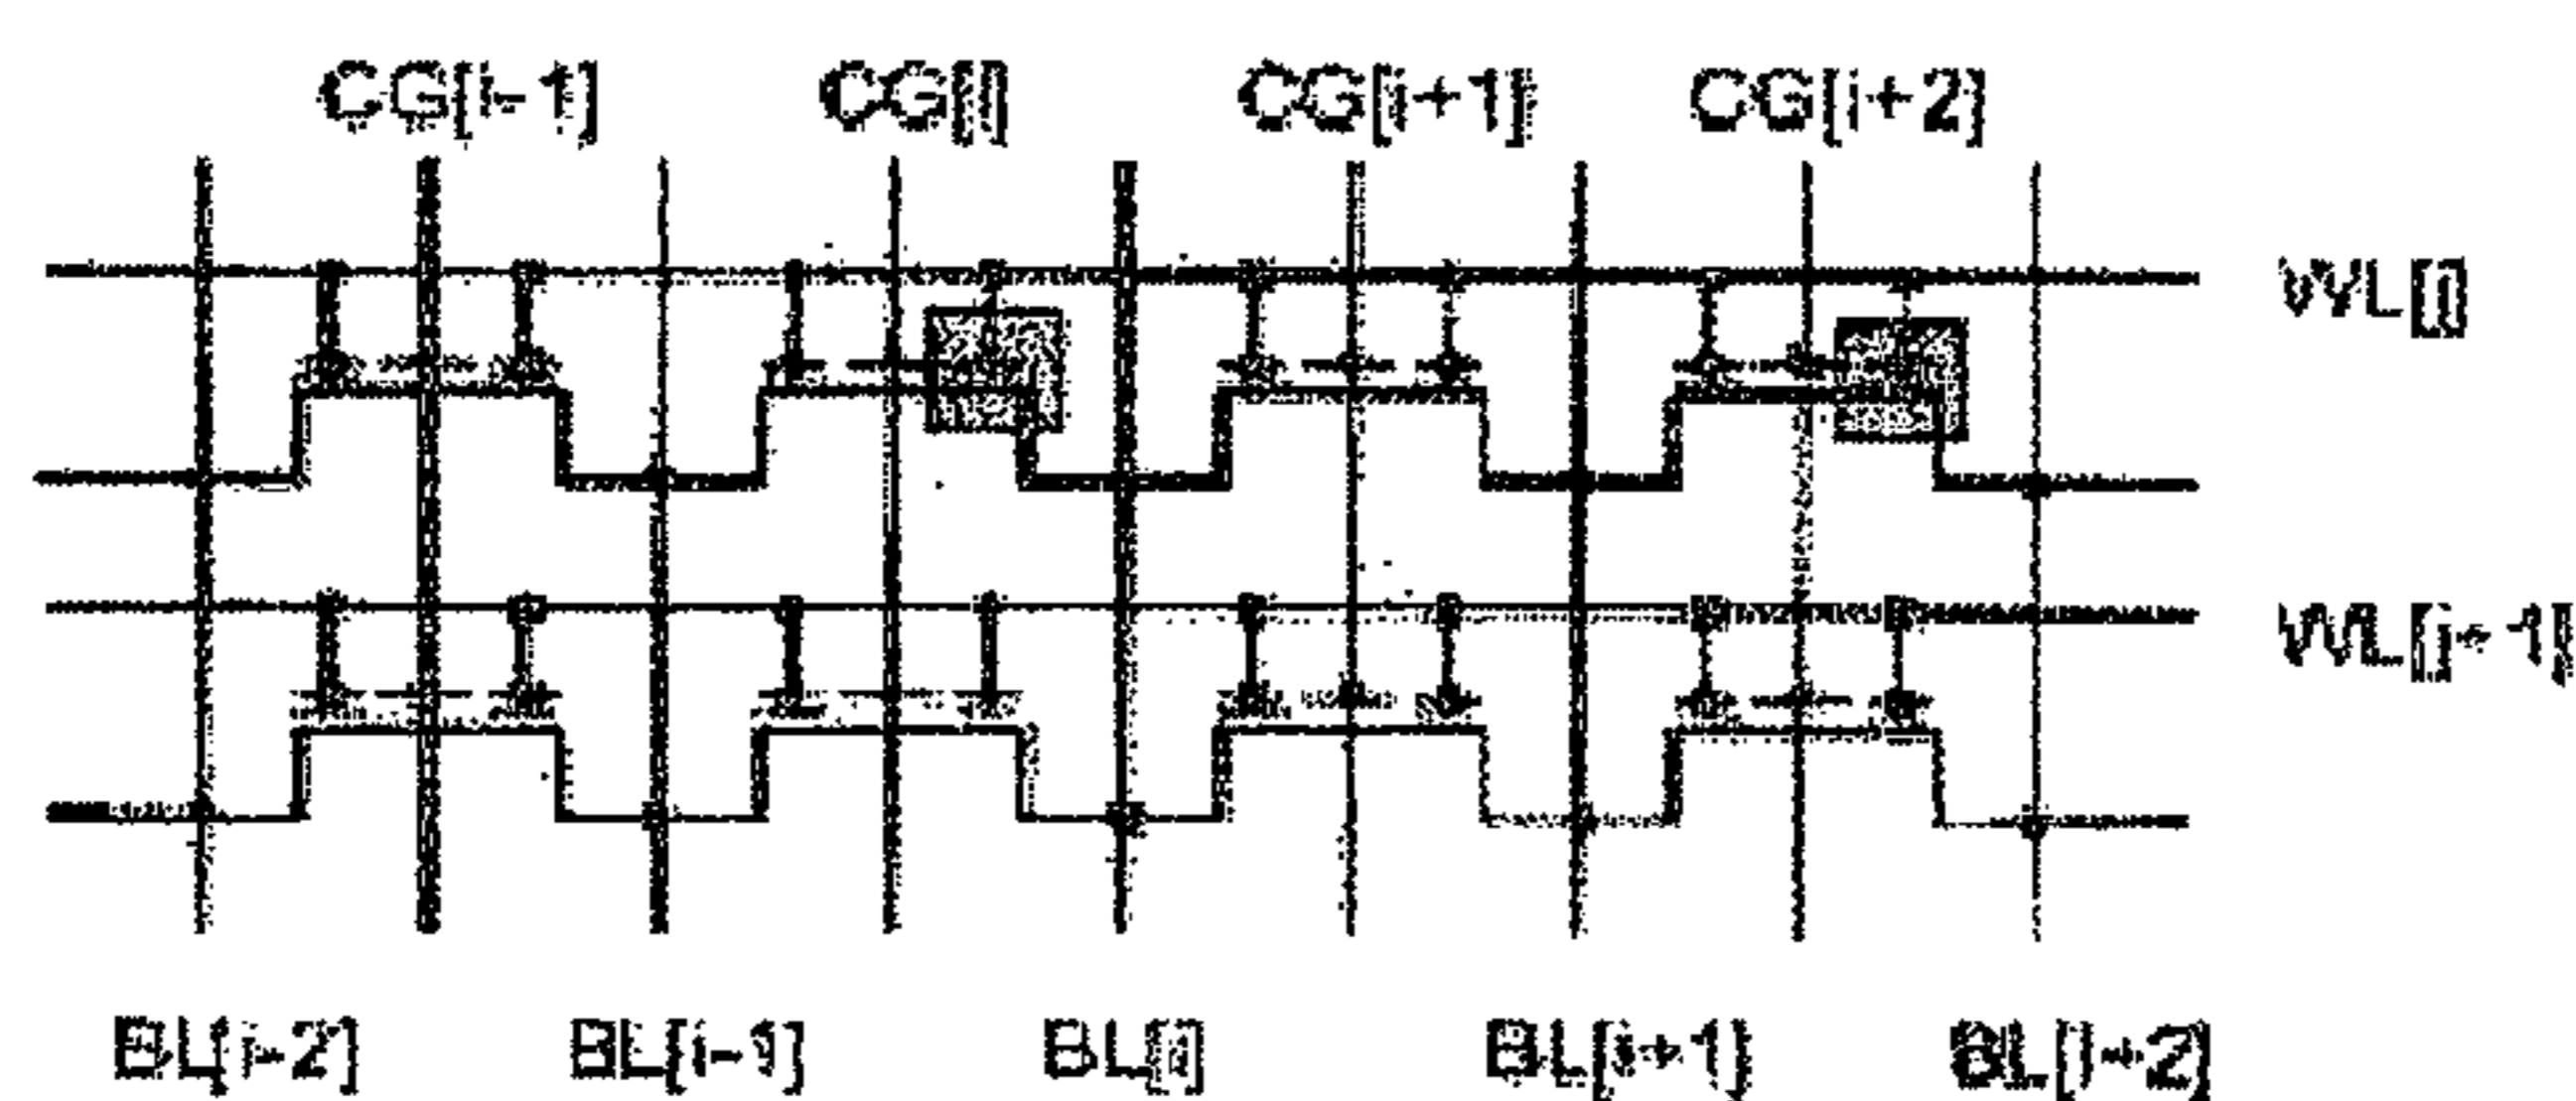 CG[i-1] CG[i] CG[i+1] CG[i+2]
WL[j]
WL[j+1]
BL[i-2] BL[i-1] BL[i] BL[i+1] BL[i+2]